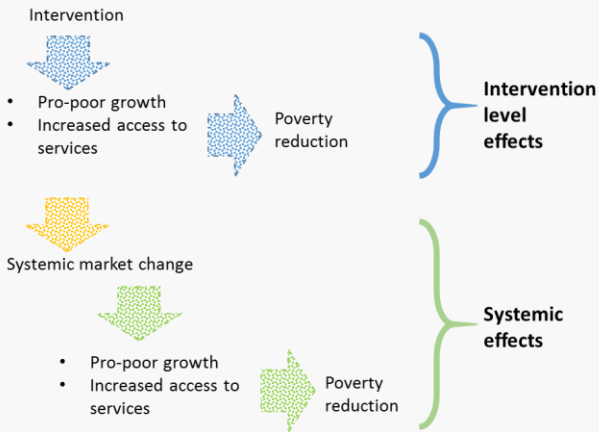 Intervention
• Pro-poor growth
• Increased access to
services
Poverty
reduction
Intervention
level
effects
Systemic market change
• Pro-poor growth
• Increased access to
services
Poverty
reduction
Systemic
effects